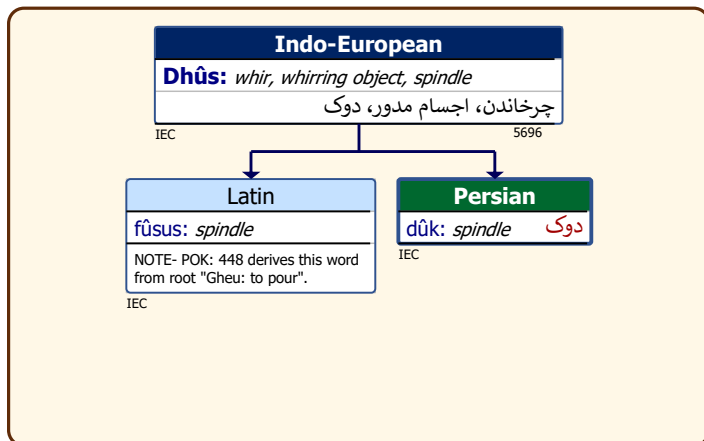 Indo-European
Dhûs: whir, whirring object, spindle
چرخاندن، اجسام مدور، دوک
IEC 5696
Latin
fûsus: spindle
NOTE- POK: 448 derives this word
from root "Gheu: to pour".
IEC
Persian
dûk: spindle دوک
IEC